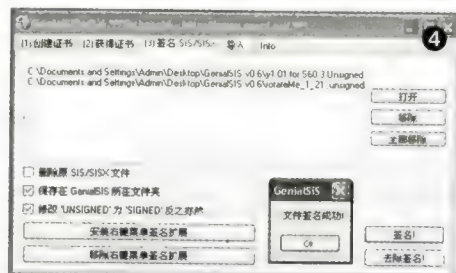 (1)创建证书 (2)获得证书 (3)签名 SIS/SISX 导入 Info
4
C:\Documents and Settings\Admin\Desktop\GenialSIS v0.6\y1.01 for S60 3 Unsigned
C:\Documents and Settings\Admin\Desktop\GenialSIS v0.6\rotateMe_1_21 unsigned
打开
移除
全部移除
删除原 SIS/SISX 文件
保存在 GenialSIS 所在文件夹
修改 'UNSIGNED' 为 'SIGNED' 反之亦然
安装右键菜单签名扩展
移除右键菜单签名扩展
GenialSIS
文件签名成功!
OK
签名!
去除签名!